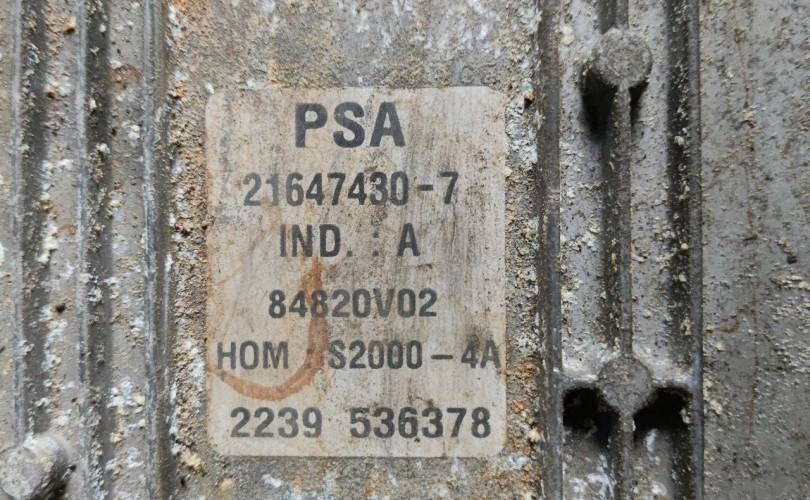 PSA
21647430-7
IND. : A
84820V02
HOM : S2000-4A
2239 536378